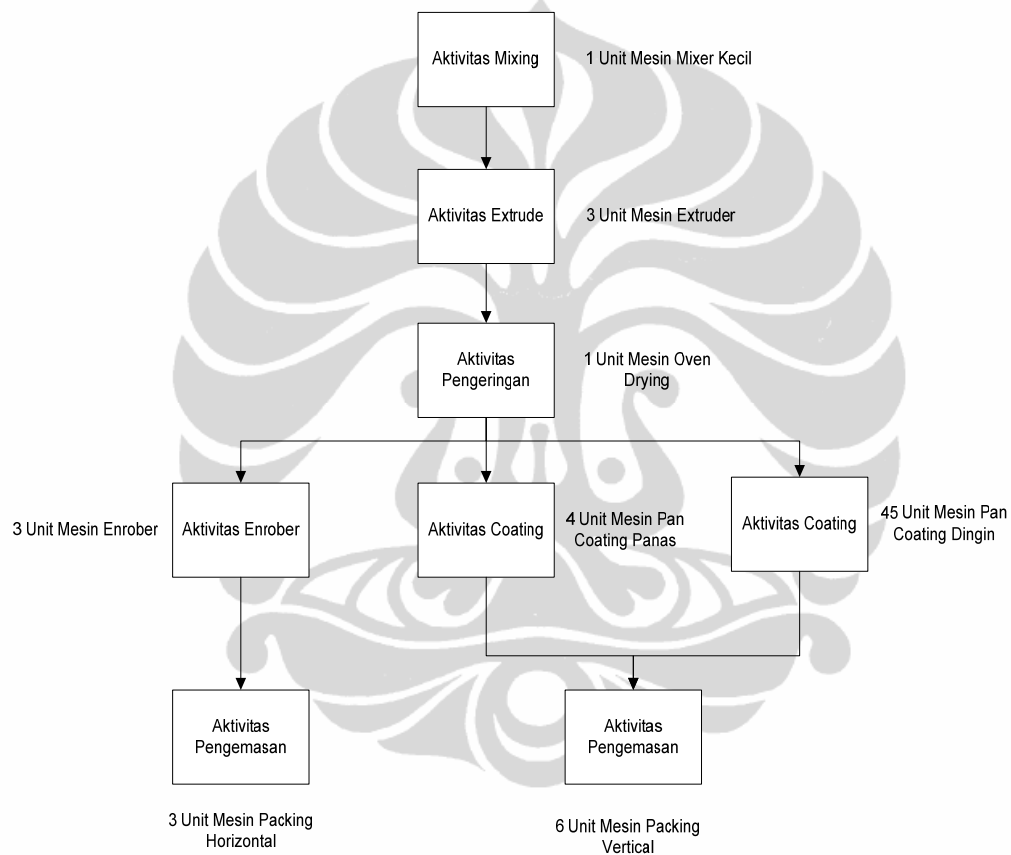 Aktivitas Mixing
1 Unit Mesin Mixer Kecil
Aktivitas Extrude
3 Unit Mesin Extruder
Aktivitas
Pengeringan
1 Unit Mesin Oven
Drying
3 Unit Mesin Enrober
Aktivitas Enrober
Aktivitas Coating
4 Unit Mesin Pan
Coating Panas
Aktivitas Coating
45 Unit Mesin Pan
Coating Dingin
Aktivitas
Pengemasan
Aktivitas
Pengemasan
3 Unit Mesin Packing
Horizontal
6 Unit Mesin Packing
Vertical